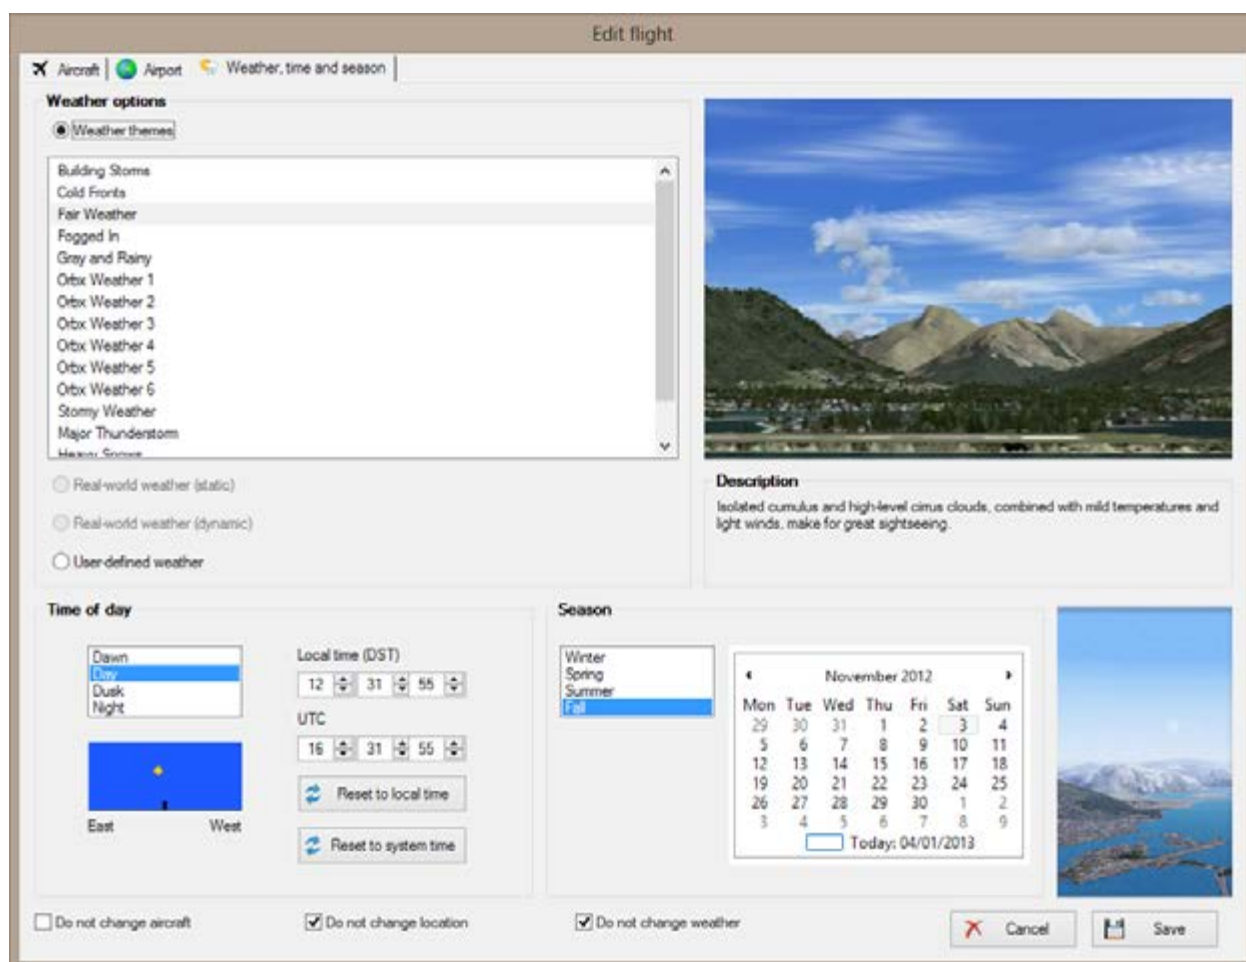 Edit flight
Aircraft Airport Weather, time and season
Weather options
Weather themes
Building Storms
Cold Fronts
Fair Weather
Fogged In
Gray and Rainy
Orbx Weather 1
Orbx Weather 2
Orbx Weather 3
Orbx Weather 4
Orbx Weather 5
Orbx Weather 6
Stormy Weather
Major Thunderstorm
Heavy Snows
Real-world weather (static)
Real-world weather (dynamic)
User-defined weather
Description
Isolated cumulus and high-level cirrus clouds, combined with mild temperatures and
light winds, make for great sightseeing.
Time of day
Dawn
Day
Dusk
Night
East West
Local time (DST)
12 31 55
UTC
16 31 55
Reset to local time
Reset to system time
Season
Winter
Spring
Summer
Fall
November 2012
Mon Tue Wed Thu Fri Sat Sun
29 30 31 1 2 3 4
5 6 7 8 9 10 11
12 13 14 15 16 17 18
19 20 21 22 23 24 25
26 27 28 29 30 1 2
3 4 5 6 7 8 9
Today: 04/01/2013
Do not change aircraft Do not change location Do not change weather
Cancel Save